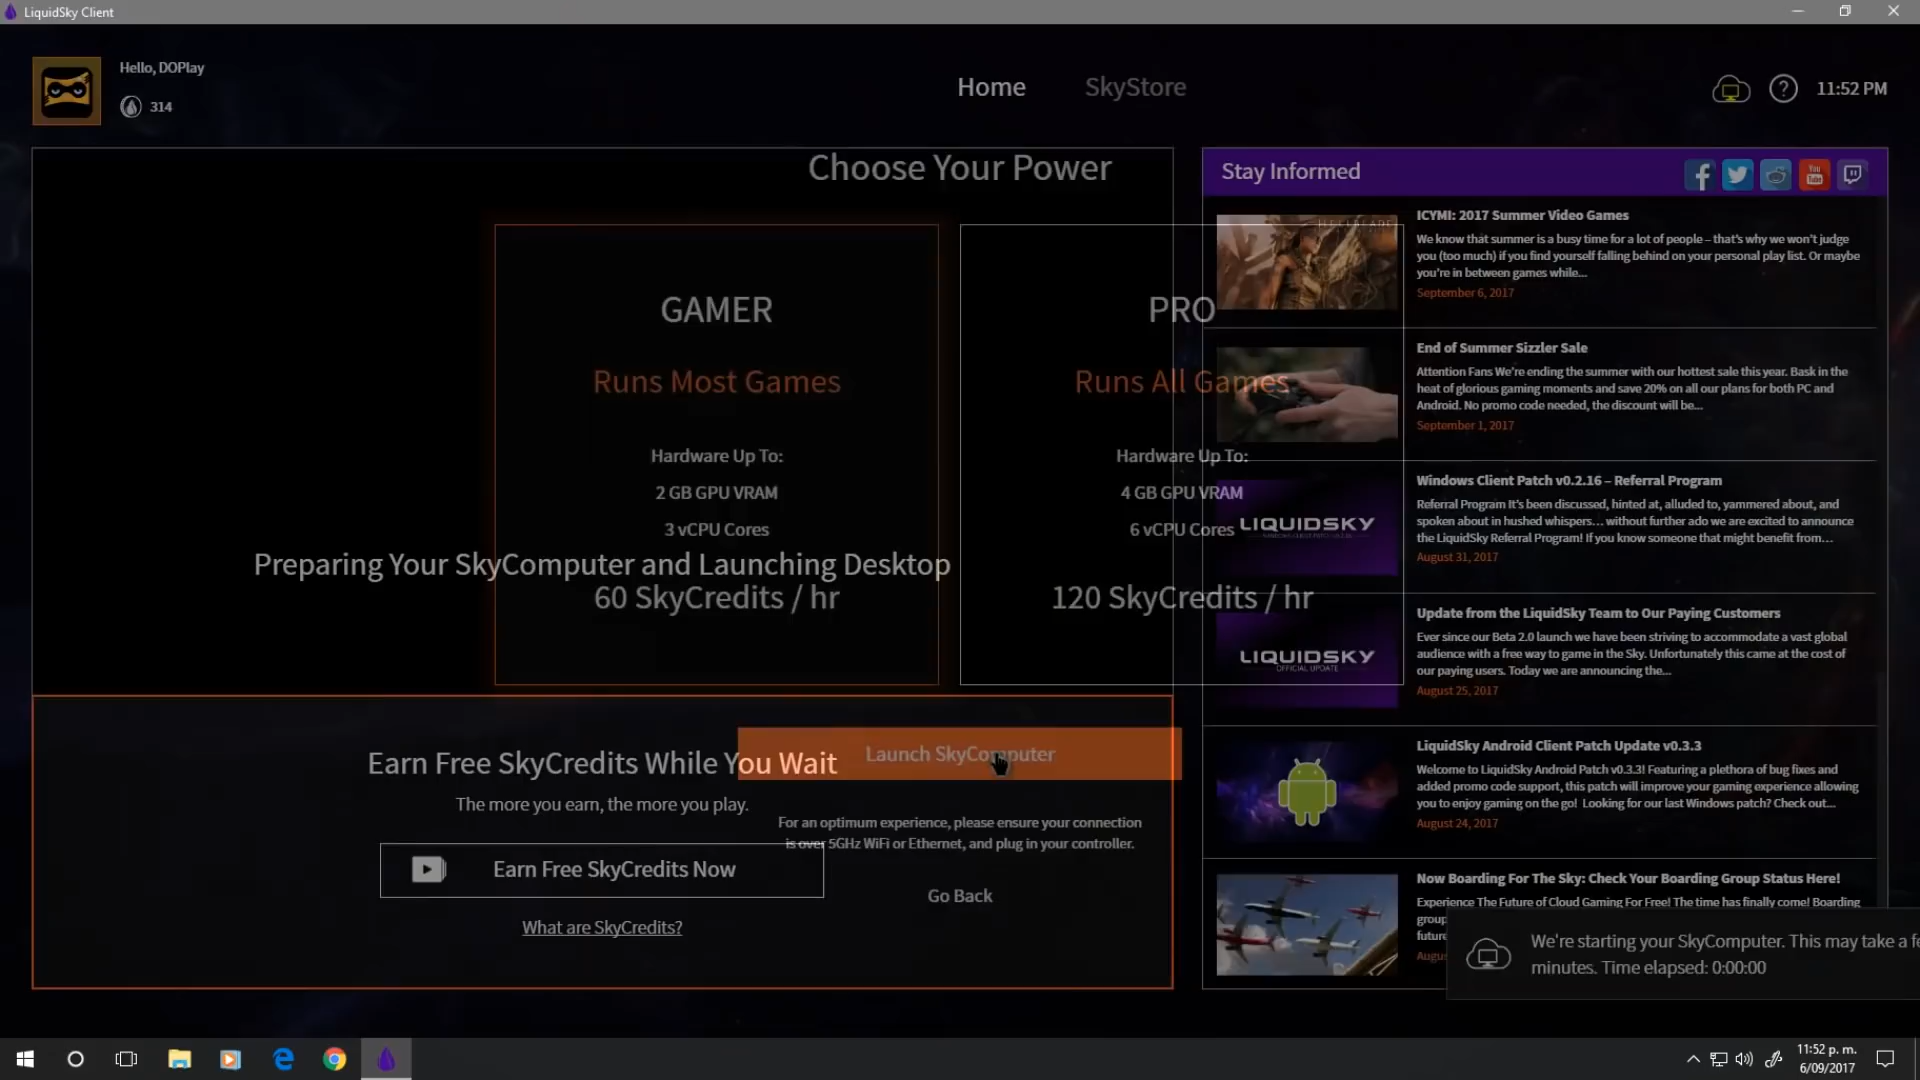 LiquidSky Client
Hello, DOPlay
314
Home
SkyStore
11:52 PM
Choose Your Power
GAMER
Runs Most Games
Hardware Up To:
2 GB GPU VRAM
3 vCPU Cores
60 SkyCredits / hr
PRO
Runs All Games
Hardware Up To:
4 GB GPU VRAM
6 vCPU Cores
120 SkyCredits / hr
Preparing Your SkyComputer and Launching Desktop
Launch SkyComputer
For an optimum experience, please ensure your connection
is over 5GHz WiFi or Ethernet, and plug in your controller.
Go Back
Earn Free SkyCredits While You Wait
The more you earn, the more you play.
Earn Free SkyCredits Now
What are SkyCredits?
Stay Informed
You
Tube
HELLBLADE
ICYMI: 2017 Summer Video Games
We know that summer is a busy time for a lot of people – that's why we won't judge
you (too much) if you find yourself falling behind on your personal play list. Or maybe
you're in between games while...
September 6, 2017
End of Summer Sizzler Sale
Attention Fans We're ending the summer with our hottest sale this year. Bask in the
heat of glorious gaming moments and save 20% on all our plans for both PC and
Android. No promo code needed, the discount will be...
September 1, 2017
LIQUIDSKY
WINDOWS CLIENT PATCH v0.2.16
Windows Client Patch v0.2.16 – Referral Program
Referral Program It's been discussed, hinted at, alluded to, yammered about, and
spoken about in hushed whispers... without further ado we are excited to announce
the LiquidSky Referral Program! If you know someone that might benefit from...
August 31, 2017
LIQUIDSKY
OFFICIAL UPDATE
Update from the LiquidSky Team to Our Paying Customers
Ever since our Beta 2.0 launch we have been striving to accommodate a vast global
audience with a free way to game in the Sky. Unfortunately this came at the cost of
our paying users. Today we are announcing the...
August 25, 2017
LiquidSky Android Client Patch Update v0.3.3
Welcome to LiquidSky Android Patch v0.3.3! Featuring a plethora of bug fixes and
added promo code support, this patch will improve your gaming experience allowing
you to enjoy gaming on the go! Looking for our last Windows patch? Check out...
August 24, 2017
Now Boarding For The Sky: Check Your Boarding Group Status Here!
Experience The Future of Cloud Gaming For Free! The time has finally come! Boarding
group
futur
Augu
We're starting your SkyComputer. This may take a fe
minutes. Time elapsed: 0:00:00
11:52 p. m.
6/09/2017